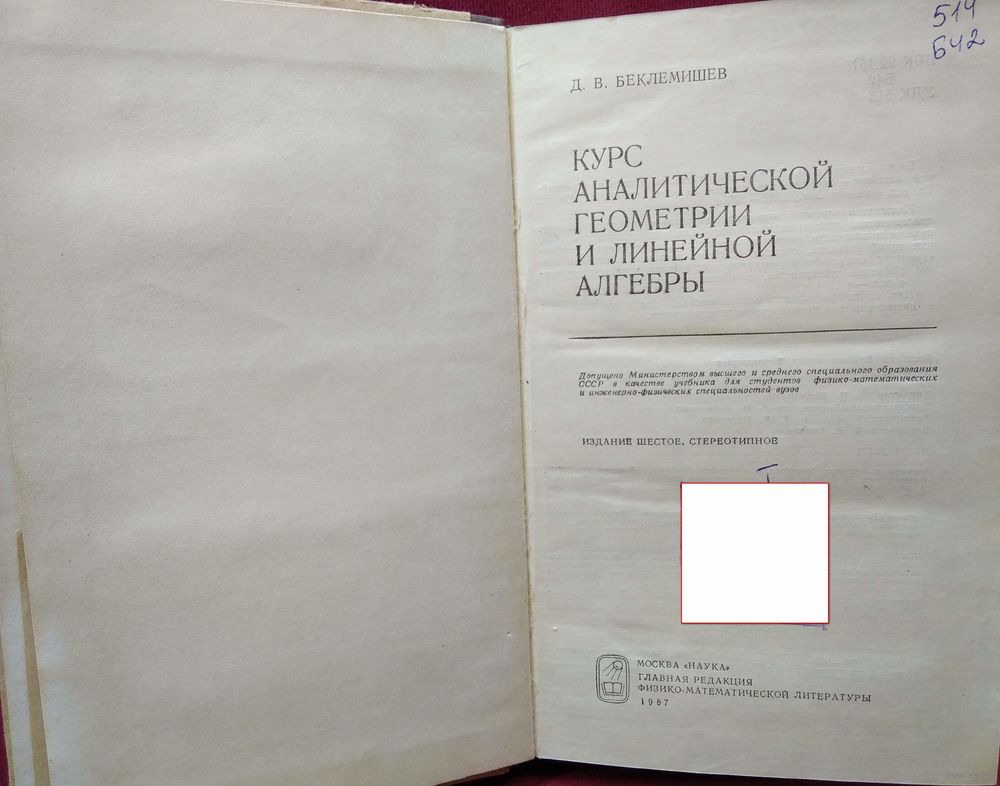 514
Б42
Д. В. БЕКЛЕМИШЕВ
КУРС
АНАЛИТИЧЕСКОЙ
ГЕОМЕТРИИ
И ЛИНЕЙНОЙ
АЛГЕБРЫ
Допущено Министерством высшего и среднего специального образования
СССР в качестве учебника для студентов физико-математических
и инженерно-физических специальностей вузов
ИЗДАНИЕ ШЕСТОЕ, СТЕРЕОТИПНОЕ
МОСКВА «НАУКА»
ГЛАВНАЯ РЕДАКЦИЯ
ФИЗИКО-МАТЕМАТИЧЕСКОЙ ЛИТЕРАТУРЫ
1987